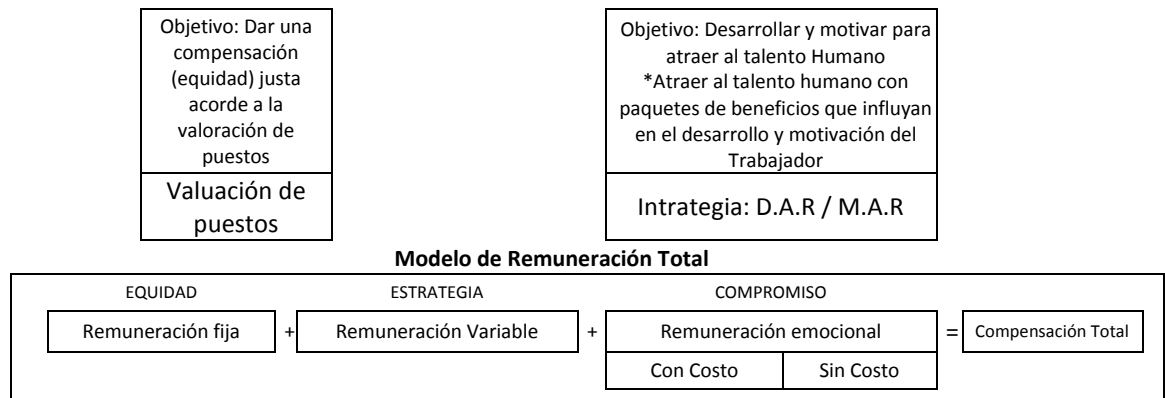 Objetivo: Dar una
compensación
(equidad) justa
acorde a la
valoración de
puestos
Valuación de
puestos
Objetivo: Desarrollar y motivar para
atraer al talento Humano
*Atraer al talento humano con
paquetes de beneficios que influyan
en el desarrollo y motivación del
Trabajador
Intrategia: D.A.R / M.A.R
Modelo de Remuneración Total
EQUIDAD ESTRATEGIA COMPROMISO
Remuneración fija + Remuneración Variable + Remuneración emocional = Compensación Total
Con Costo Sin Costo